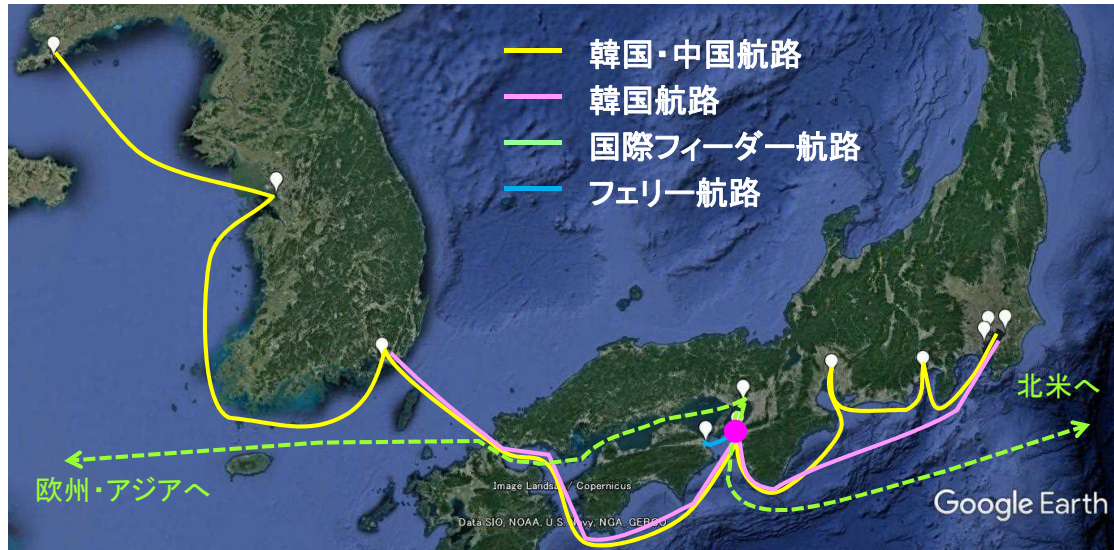 韓国・中国航路
韓国航路
国際フィーダー航路
フェリー航路
北米へ
欧州・アジアへ
Image Landsat / Copernicus
Google Earth
Data SIO, NOAA, U.S. Navy, NGA, GEBCO